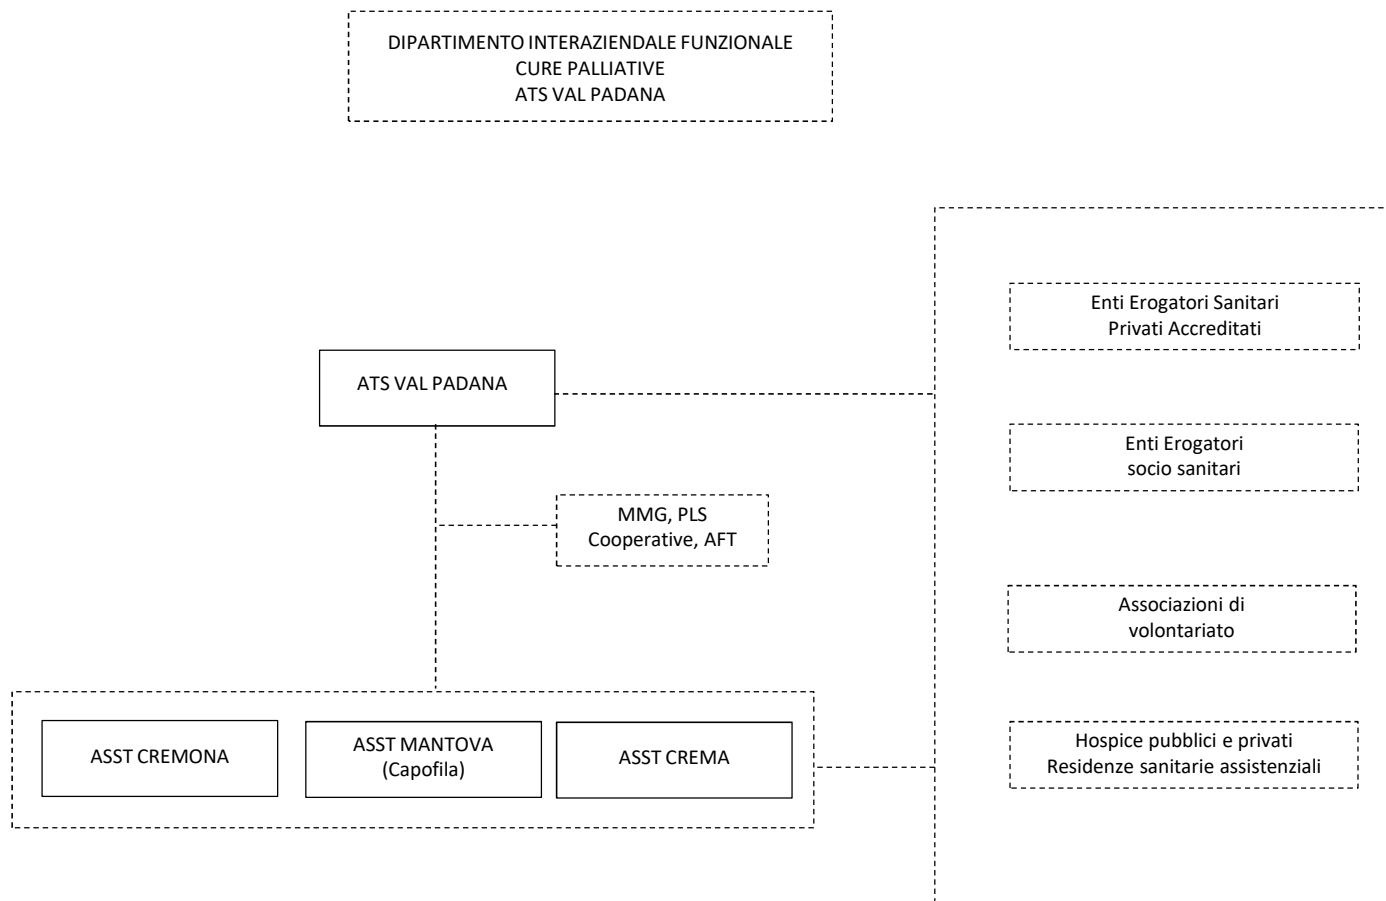 DIPARTIMENTO INTERAZIENDALE FUNZIONALE
CURE PALLIATIVE
ATS VAL PADANA
Enti Erogatori Sanitari
Privati Accreditati
ATS VAL PADANA
Enti Erogatori
socio sanitari
MMG, PLS
Cooperative, AFT
Associazioni di
volontariato
ASST CREMONA
ASST MANTOVA
(Capofila)
ASST CREMA
Hospice pubblici e privati
Residenze sanitarie assistenziali